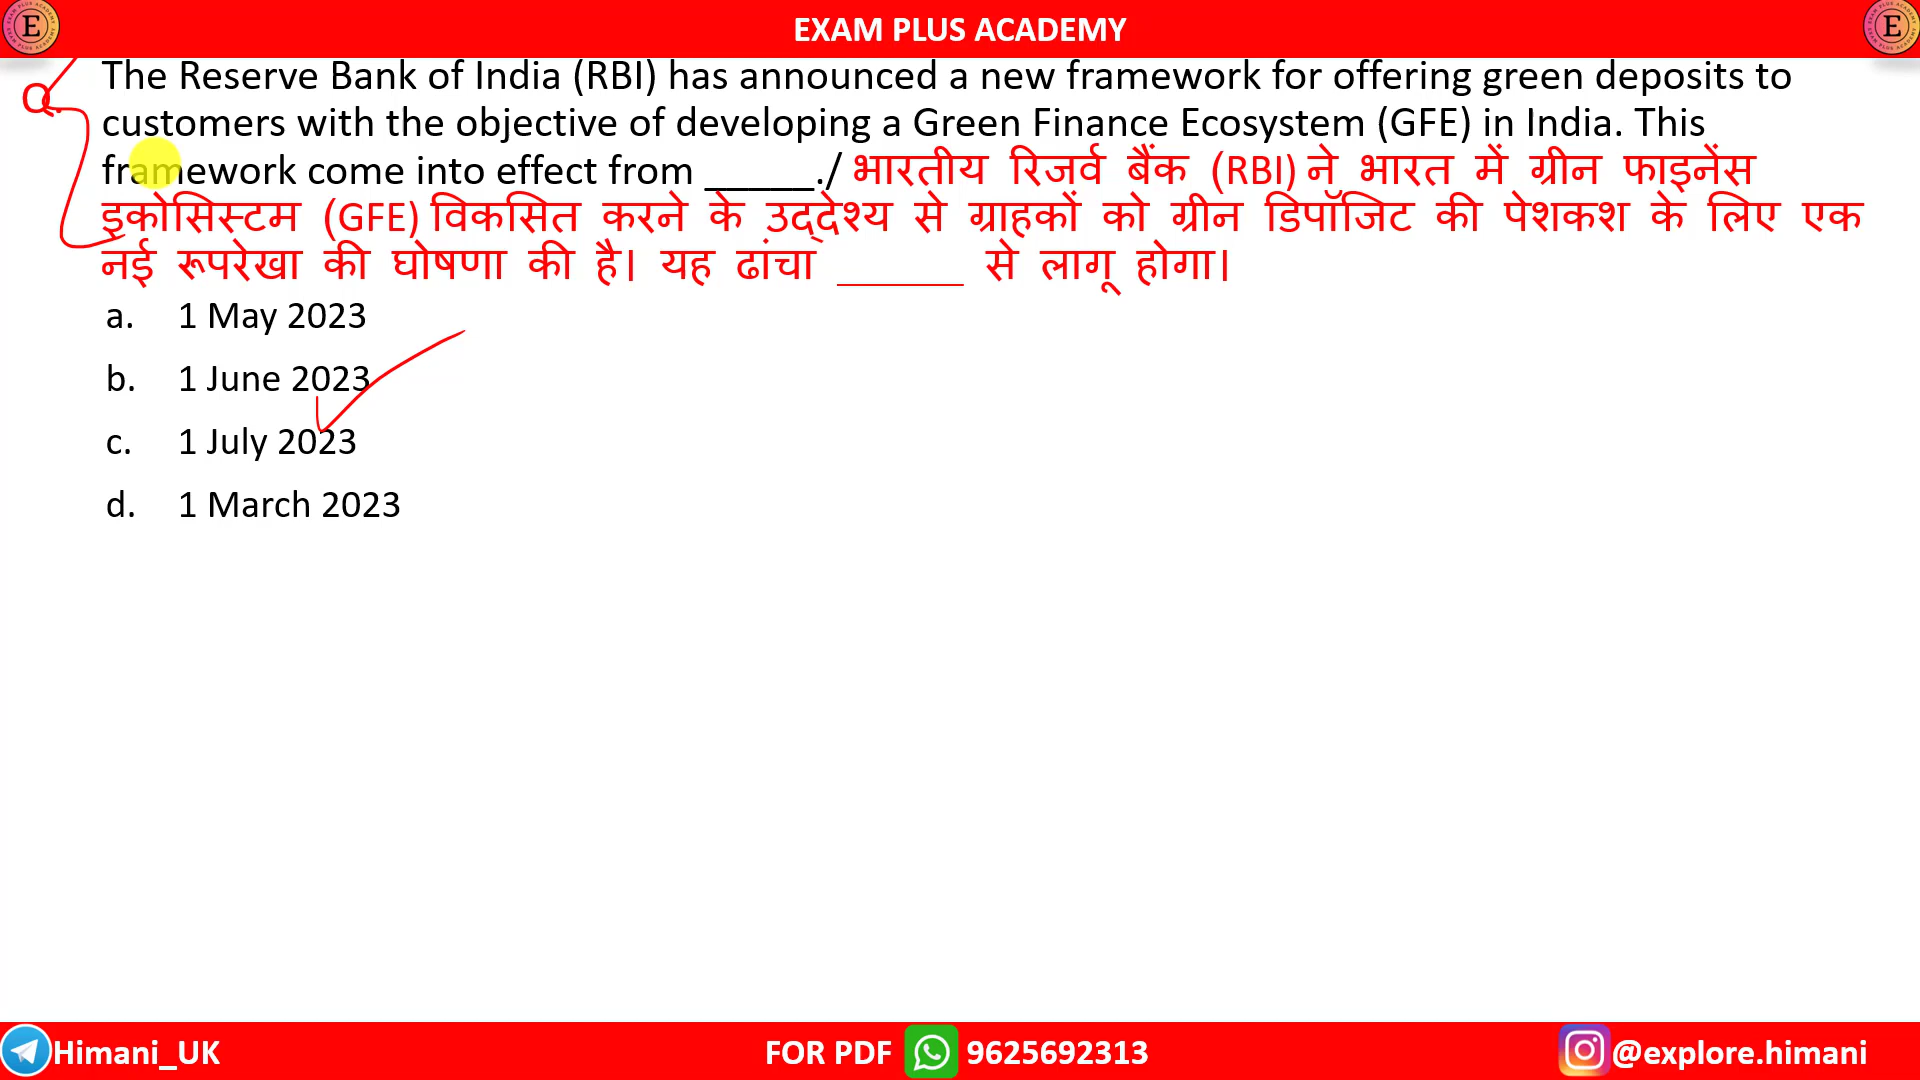 EXAM PLUS ACADEMY
E
E
Q.
The Reserve Bank of India (RBI) has announced a new framework for offering green deposits to
customers with the objective of developing a Green Finance Ecosystem (GFE) in India. This
framework come into effect from _____./ भारतीय रिजर्व बैंक (RBI) ने भारत में ग्रीन फाइनेंस
इकोसिस्टम (GFE) विकसित करने के उद्देश्य से ग्राहकों को ग्रीन डिपॉजिट की पेशकश के लिए एक
नई रूपरेखा की घोषणा की है। यह ढांचा ______ से लागू होगा।
a. 1 May 2023
b. 1 June 2023
c. 1 July 2023
d. 1 March 2023
Himani_UK
FOR PDF 9625692313
@explore.himani